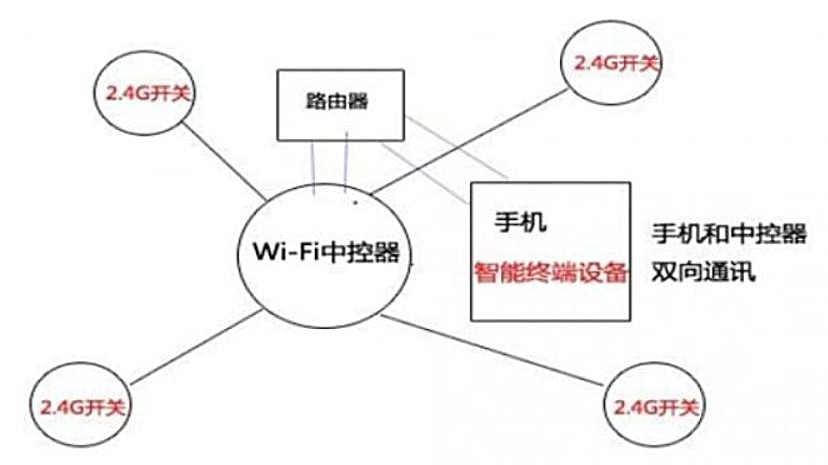 2.4G开关
2.4G开关
路由器
手机
智能终端设备
手机和中控器
双向通讯
Wi-Fi中控器
2.4G开关
2.4G开关